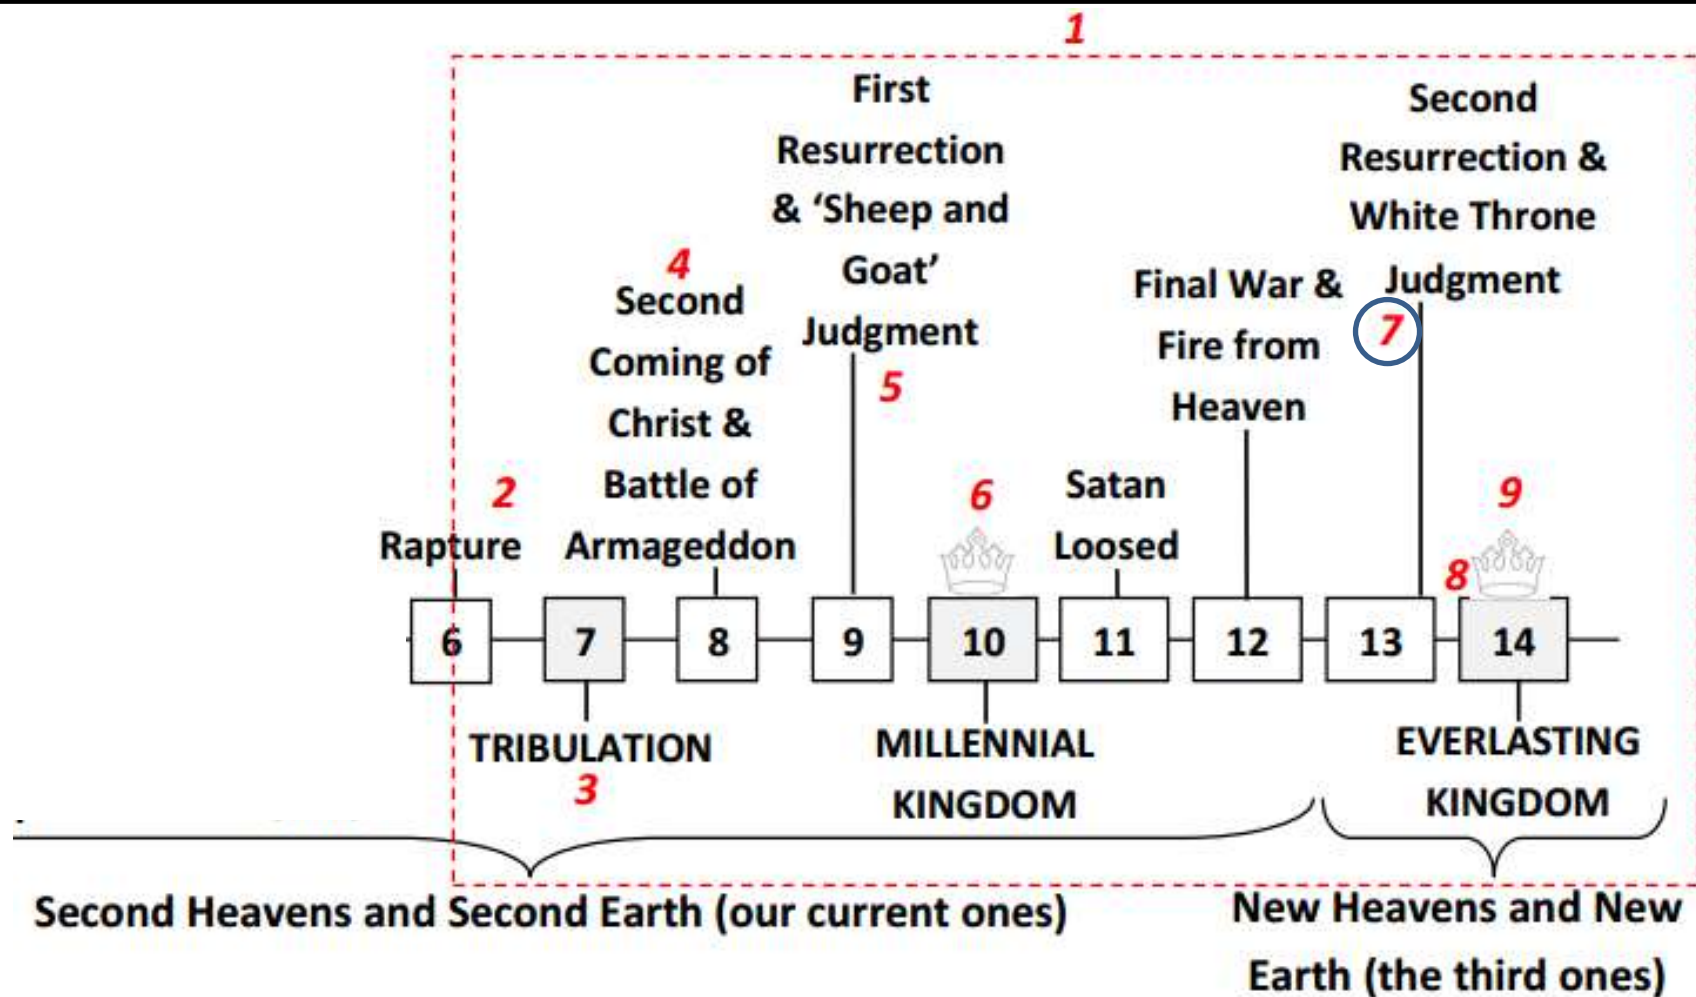 1
First
Resurrection
& ‘Sheep and
Goat’
Judgment
5
Second
Resurrection &
White Throne
Judgment
7
4
Second
Coming of
Christ &
Battle of
Armageddon
Final War &
Fire from
Heaven
2
Rapture
6
Satan
Loosed
9
8
6 7 8 9 10 11 12 13 14
TRIBULATION
3
MILLENNIAL
KINGDOM
EVERLASTING
KINGDOM
Second Heavens and Second Earth (our current ones)
New Heavens and New
Earth (the third ones)